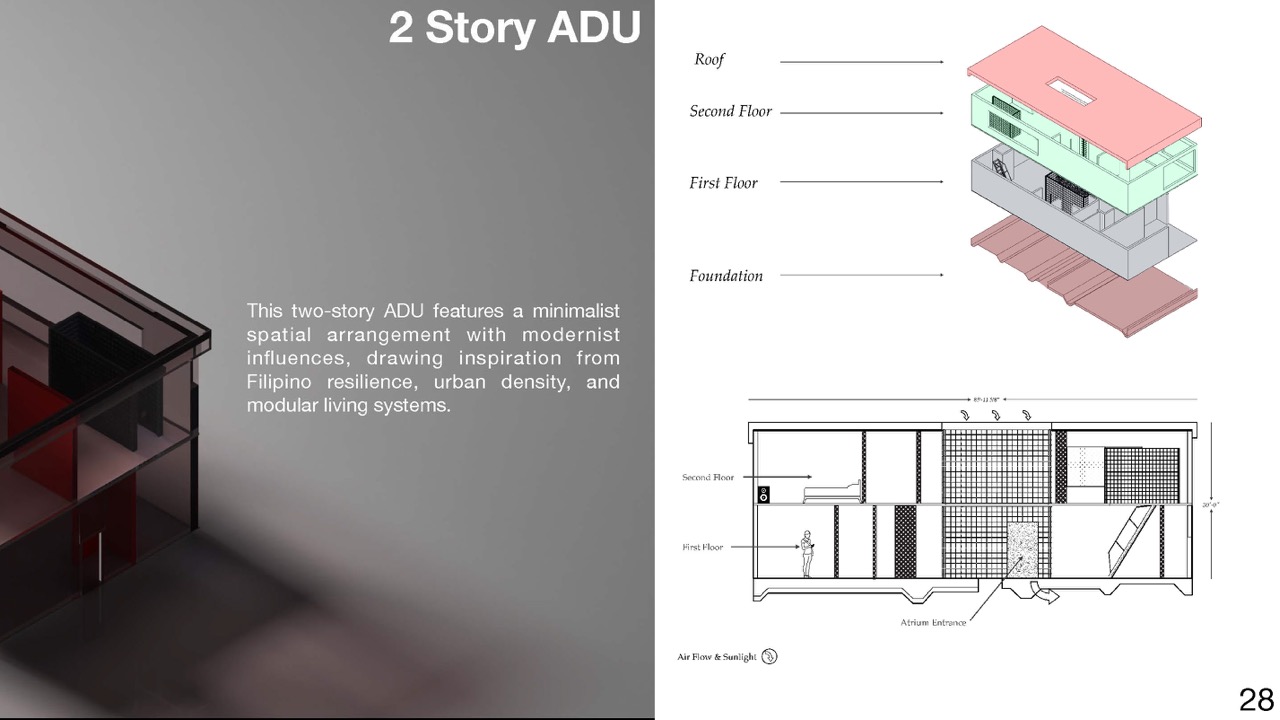 2 Story ADU
This two-story ADU features a minimalist
spatial arrangement with modernist
influences, drawing inspiration from
Filipino resilience, urban density, and
modular living systems.
Roof
Second Floor
First Floor
Foundation
Second Floor
First Floor
Atrium Entrance
Air Flow & Sunlight
28